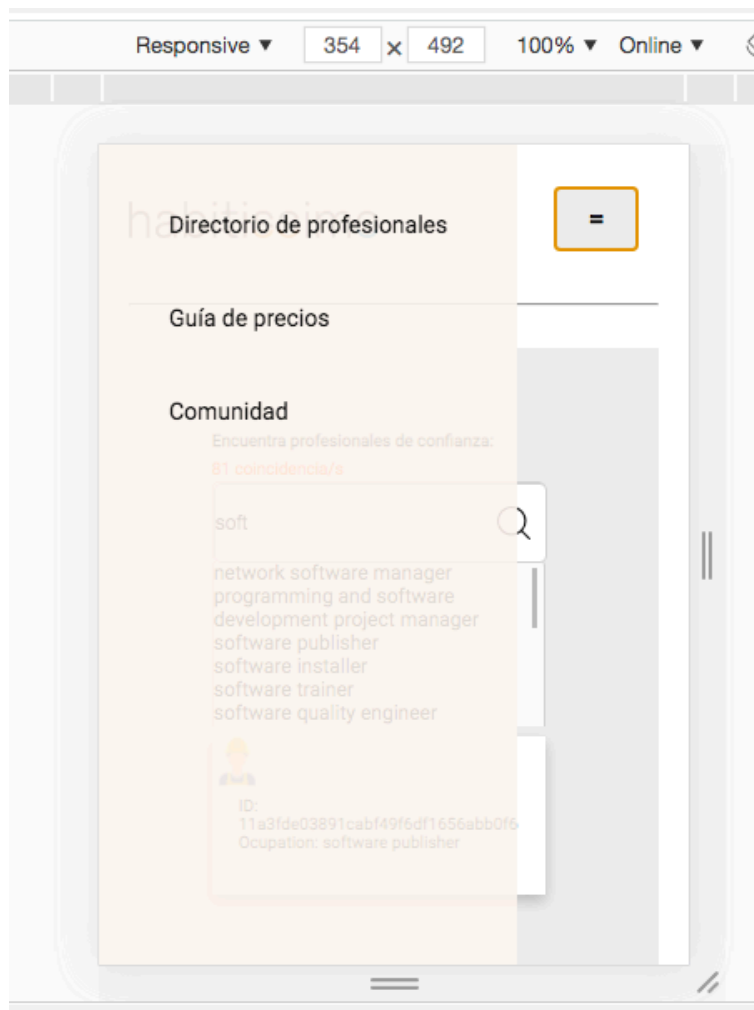 Responsive ▼ 354 × 492 100% ▼ Online ▼
habitissimo
=
Directorio de profesionales
Guía de precios
Comunidad
Encuentra profesionales de confianza:
81 coincidencia/s
soft
network software manager
programming and software
development project manager
software publisher
software installer
software trainer
software quality engineer
ID:
11a3fde03891cabf49f6df1656abb0f6
Ocupation: software publisher